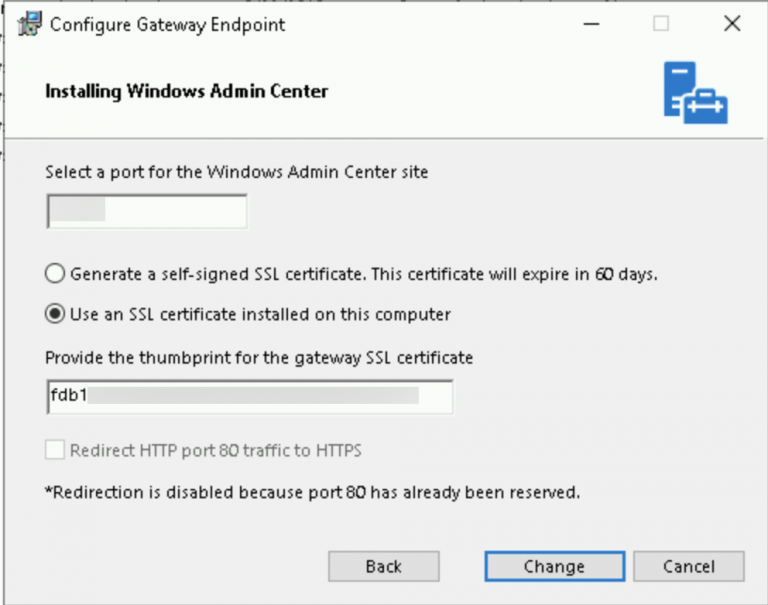 Configure Gateway Endpoint
Installing Windows Admin Center
Select a port for the Windows Admin Center site
Generate a self-signed SSL certificate. This certificate will expire in 60 days.
Use an SSL certificate installed on this computer
Provide the thumbprint for the gateway SSL certificate
fdb1
Redirect HTTP port 80 traffic to HTTPS
*Redirection is disabled because port 80 has already been reserved.
Back Change Cancel